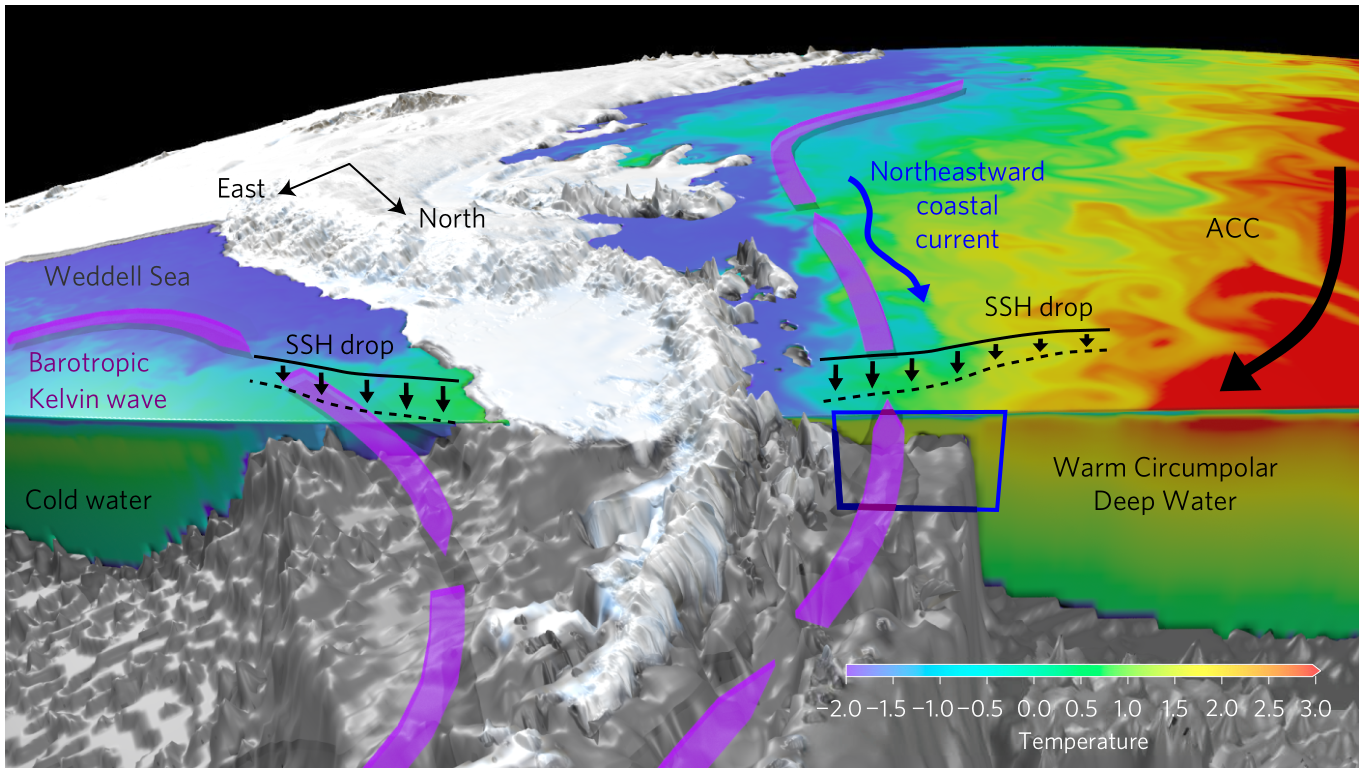 East
North
Northeastward
coastal
current
ACC
Weddell Sea
SSH drop
SSH drop
Barotropic
Kelvin wave
Cold water
Warm Circumpolar
Deep Water
−2.0 −1.5 −1.0 −0.5 0.0 0.5 1.0 1.5 2.0 2.5 3.0
Temperature